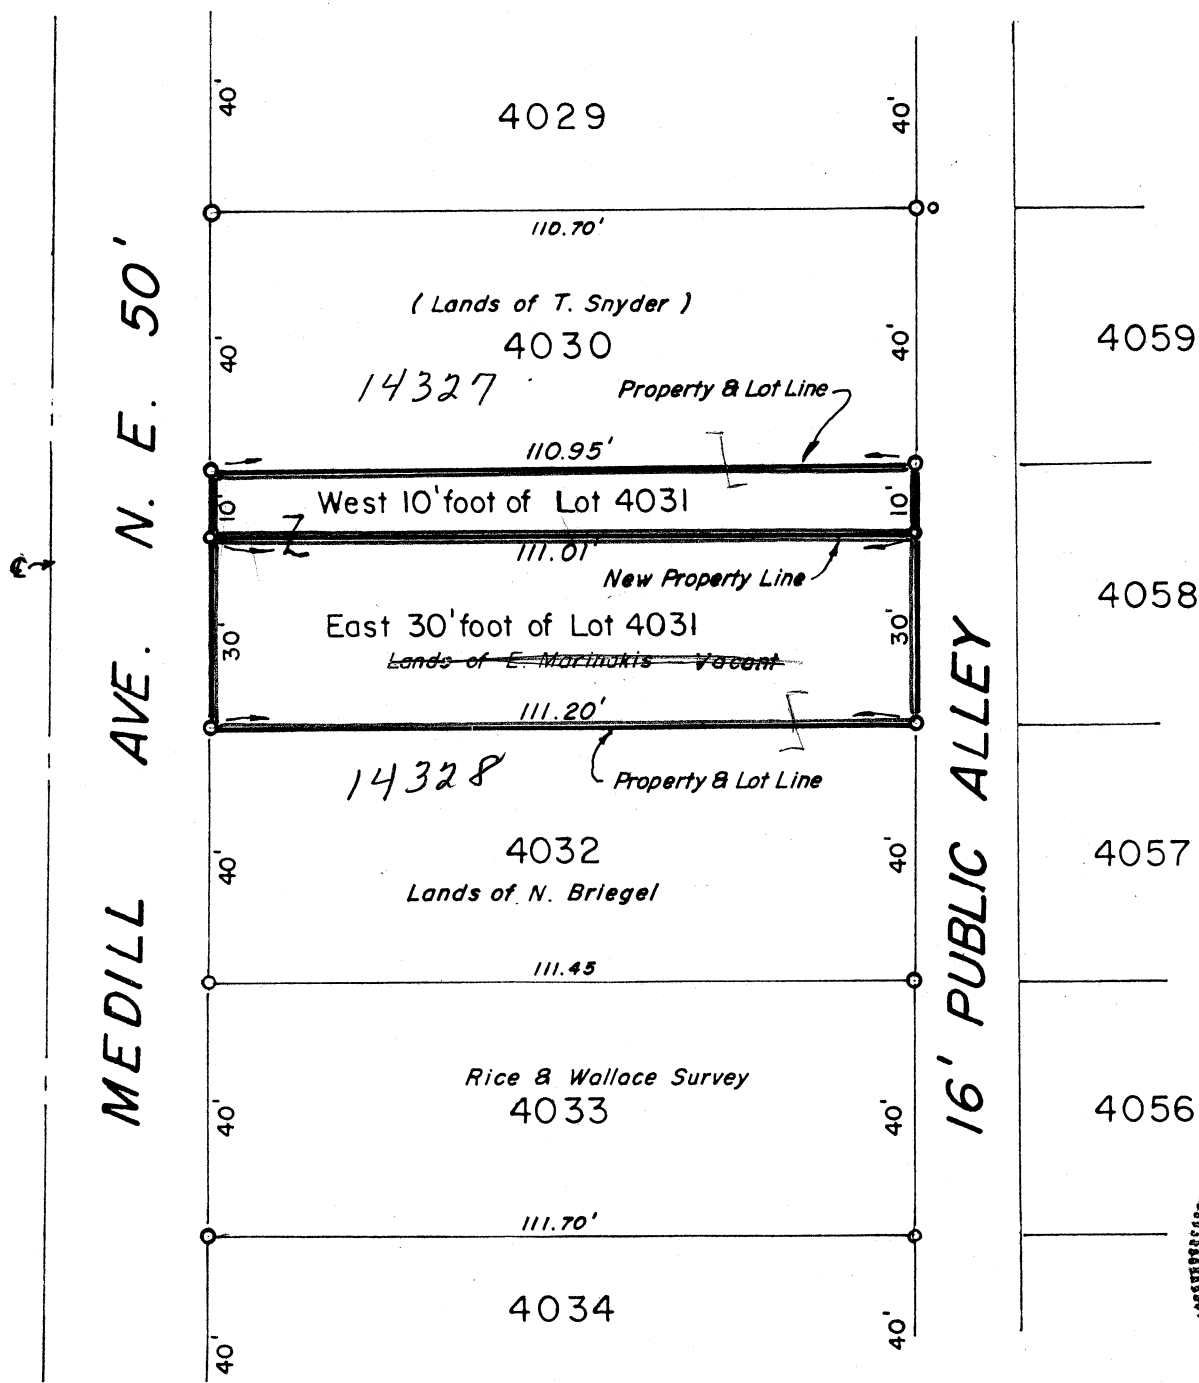 40'
4029
40'
110.70'
( Lands of T. Snyder )
4030
40'
40'
4059
14327
Property & Lot Line
110.95'
10'
West 10' foot of Lot 4031
10'
111.01'
New Property Line
4058
30'
East 30' foot of Lot 4031
30'
Lands of E. Marinakis Vacant
111.20'
14328
Property & Lot Line
40'
4032
40'
4057
Lands of N. Briegel
111.45
Rice & Wallace Survey
40'
4033
40'
4056
111.70'
4034
40'
40'
MEDILL AVE. N. E. 50'
16' PUBLIC ALLEY